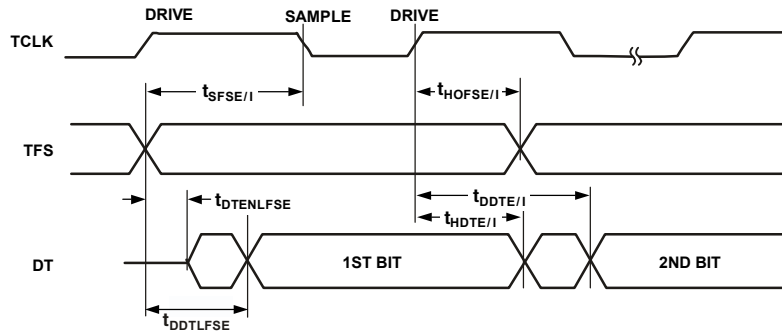 DRIVE SAMPLE DRIVE
TCLK
tSFSE/I tHOFSE/I
TFS
tDTENLFSE tDDTE/I
tHDTE/I
DT 1ST BIT 2ND BIT
tDDTLFSE